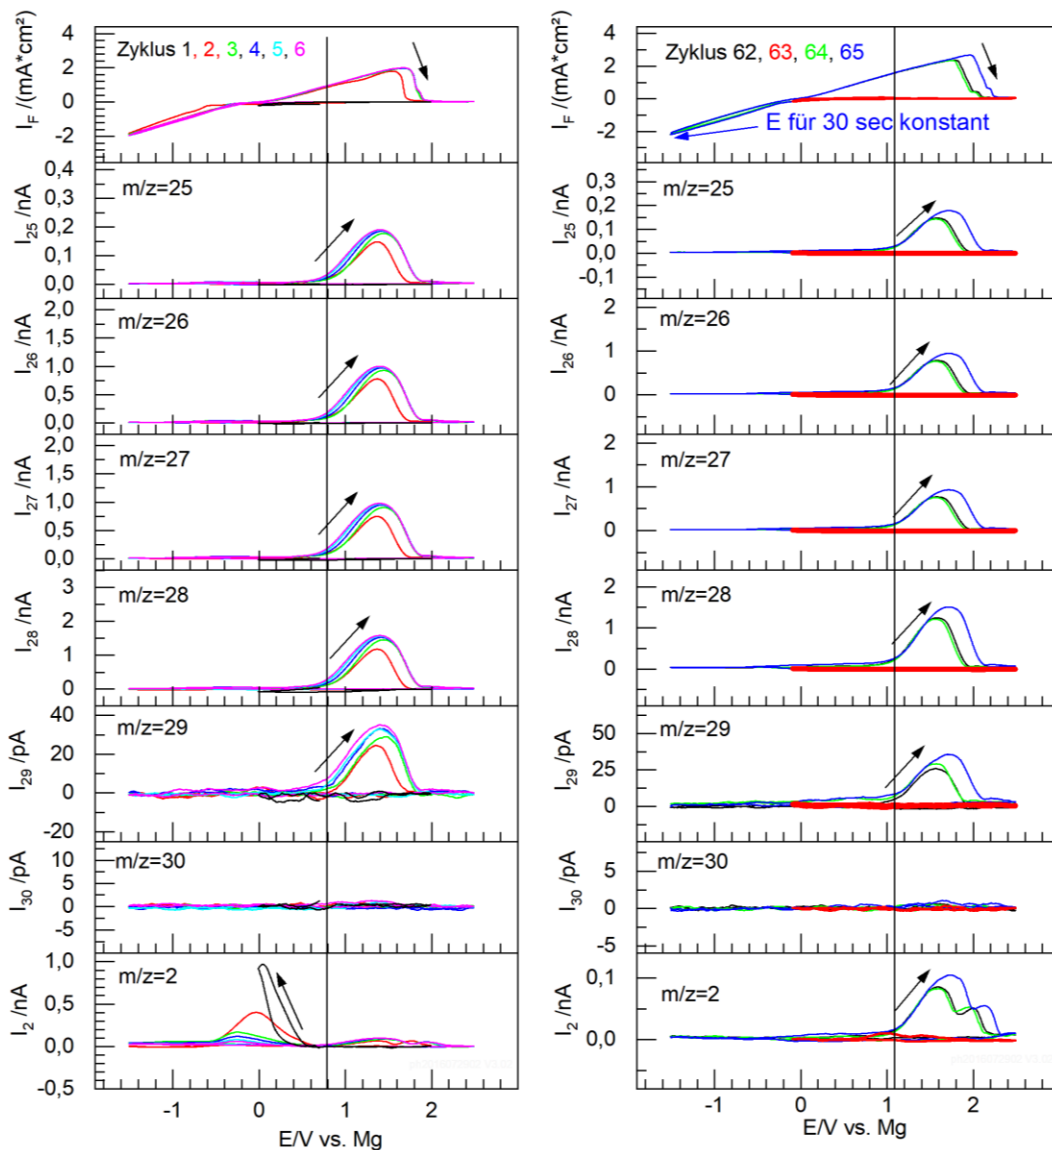 Zyklus 1, 2, 3, 4, 5, 6
I_F /(mA*cm²)
4
2
0
-2
m/z=25
I_25 /nA
0,4
0,3
0,2
0,1
0,0
m/z=26
I_26 /nA
2,0
1,5
1,0
0,5
0,0
m/z=27
I_27 /nA
2,0
1,5
1,0
0,5
0,0
m/z=28
I_28 /nA
3
2
1
0
m/z=29
I_29 /pA
40
20
0
-20
m/z=30
I_30 /pA
10
5
0
-5
m/z=2
I_2 /nA
1,0
0,5
0,0
-0,5
-1 0 1 2
E/V vs. Mg
Zyklus 62, 63, 64, 65
I_F /(mA*cm²)
4
2
0
-2
E für 30 sec konstant
m/z=25
I_25 /nA
0,3
0,2
0,1
0,0
-0,1
m/z=26
I_26 /nA
2
1
0
m/z=27
I_27 /nA
2
1
0
m/z=28
I_28 /nA
3
2
1
0
m/z=29
I_29 /pA
50
25
0
m/z=30
I_30 /pA
5
0
-5
m/z=2
I_2 /nA
0,1
0,0
-1 0 1 2
E/V vs. Mg